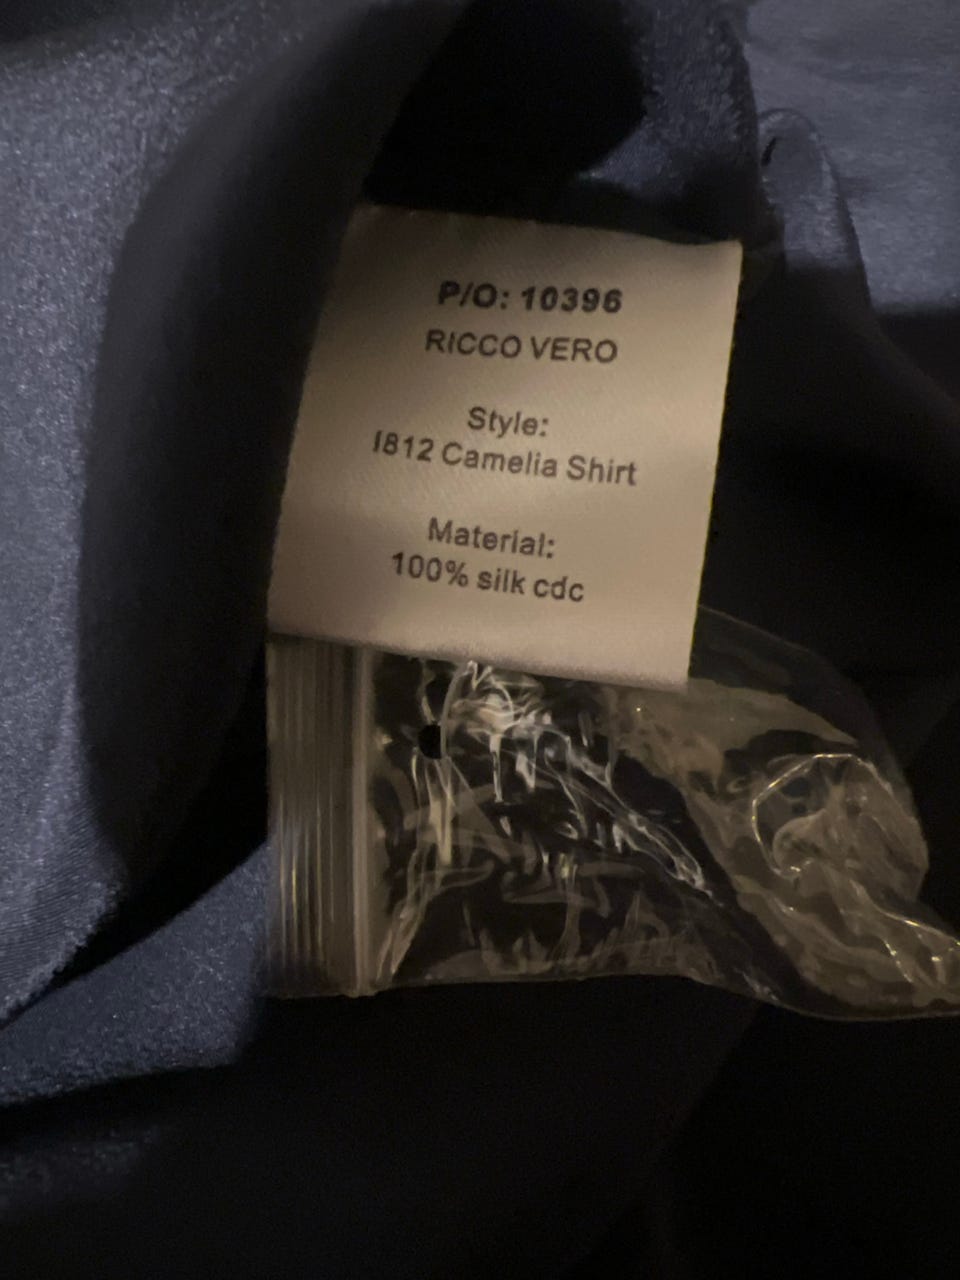 P/O: 10396
RICCO VERO
Style:
I812 Camelia Shirt
Material:
100% silk cdc